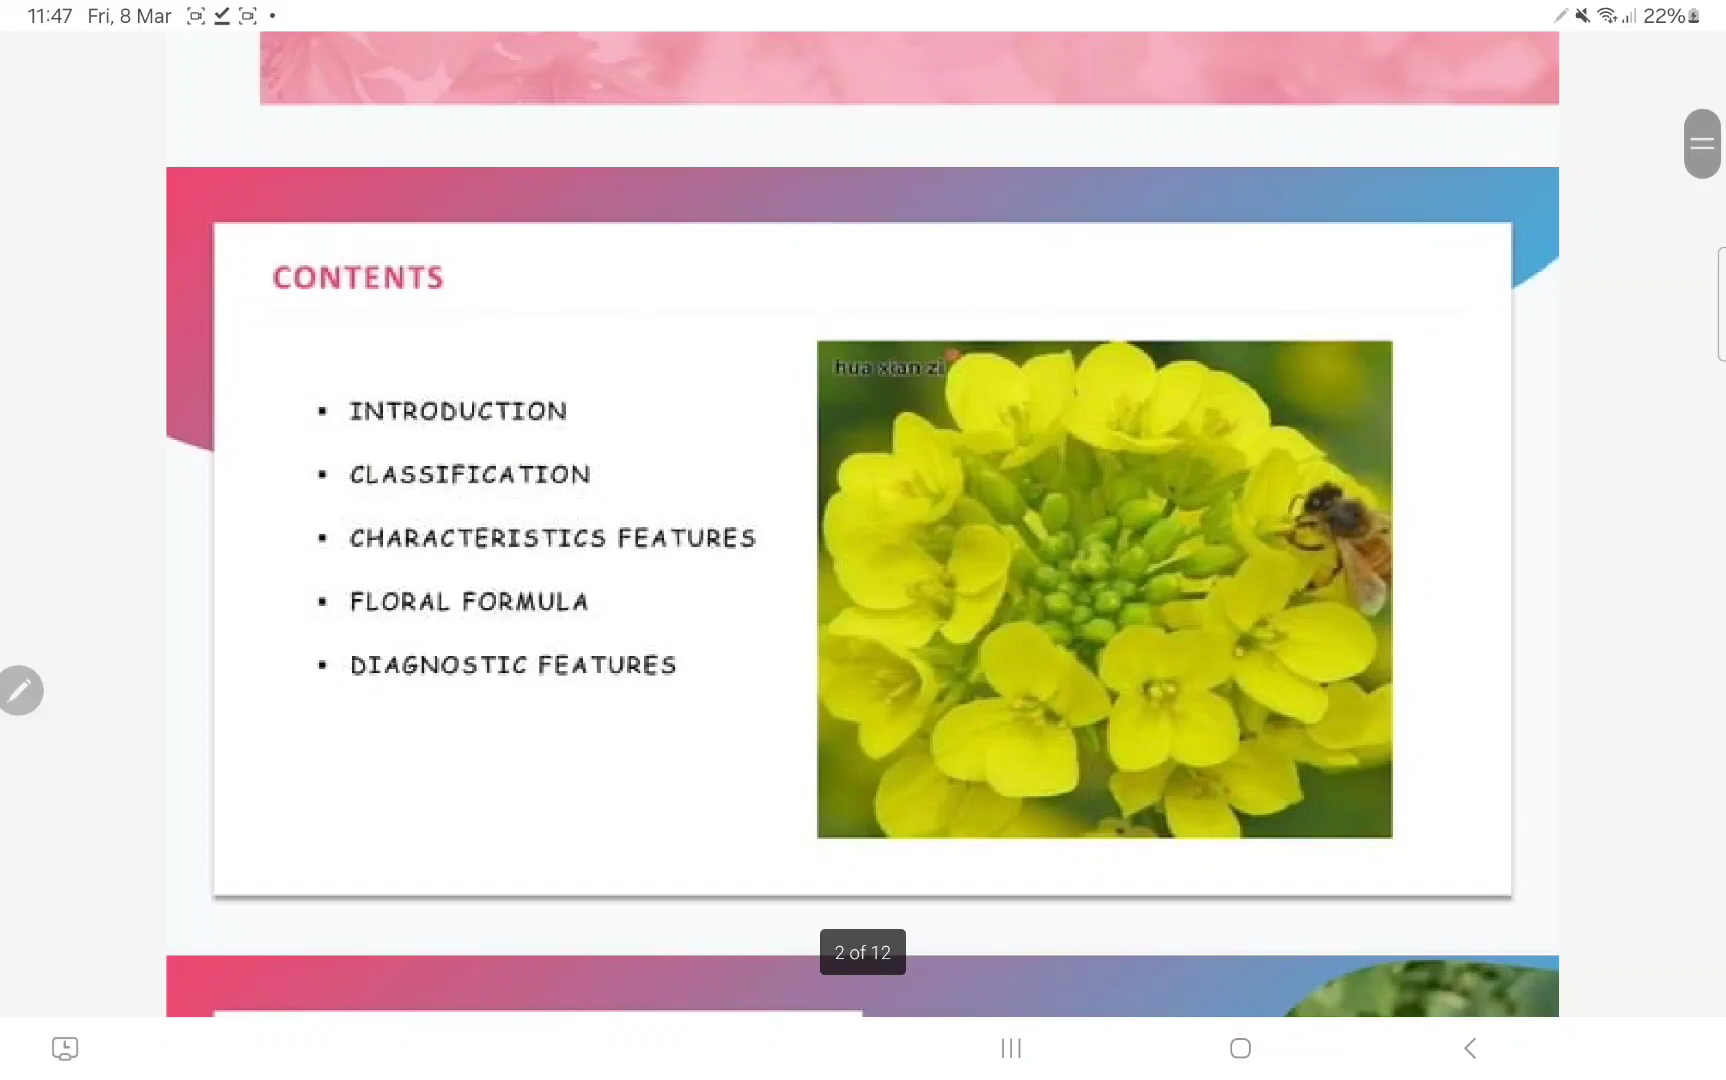 11:47 Fri, 8 Mar
22%
CONTENTS
hua xian zi
▪ INTRODUCTION
▪ CLASSIFICATION
▪ CHARACTERISTICS FEATURES
▪ FLORAL FORMULA
▪ DIAGNOSTIC FEATURES
2 of 12